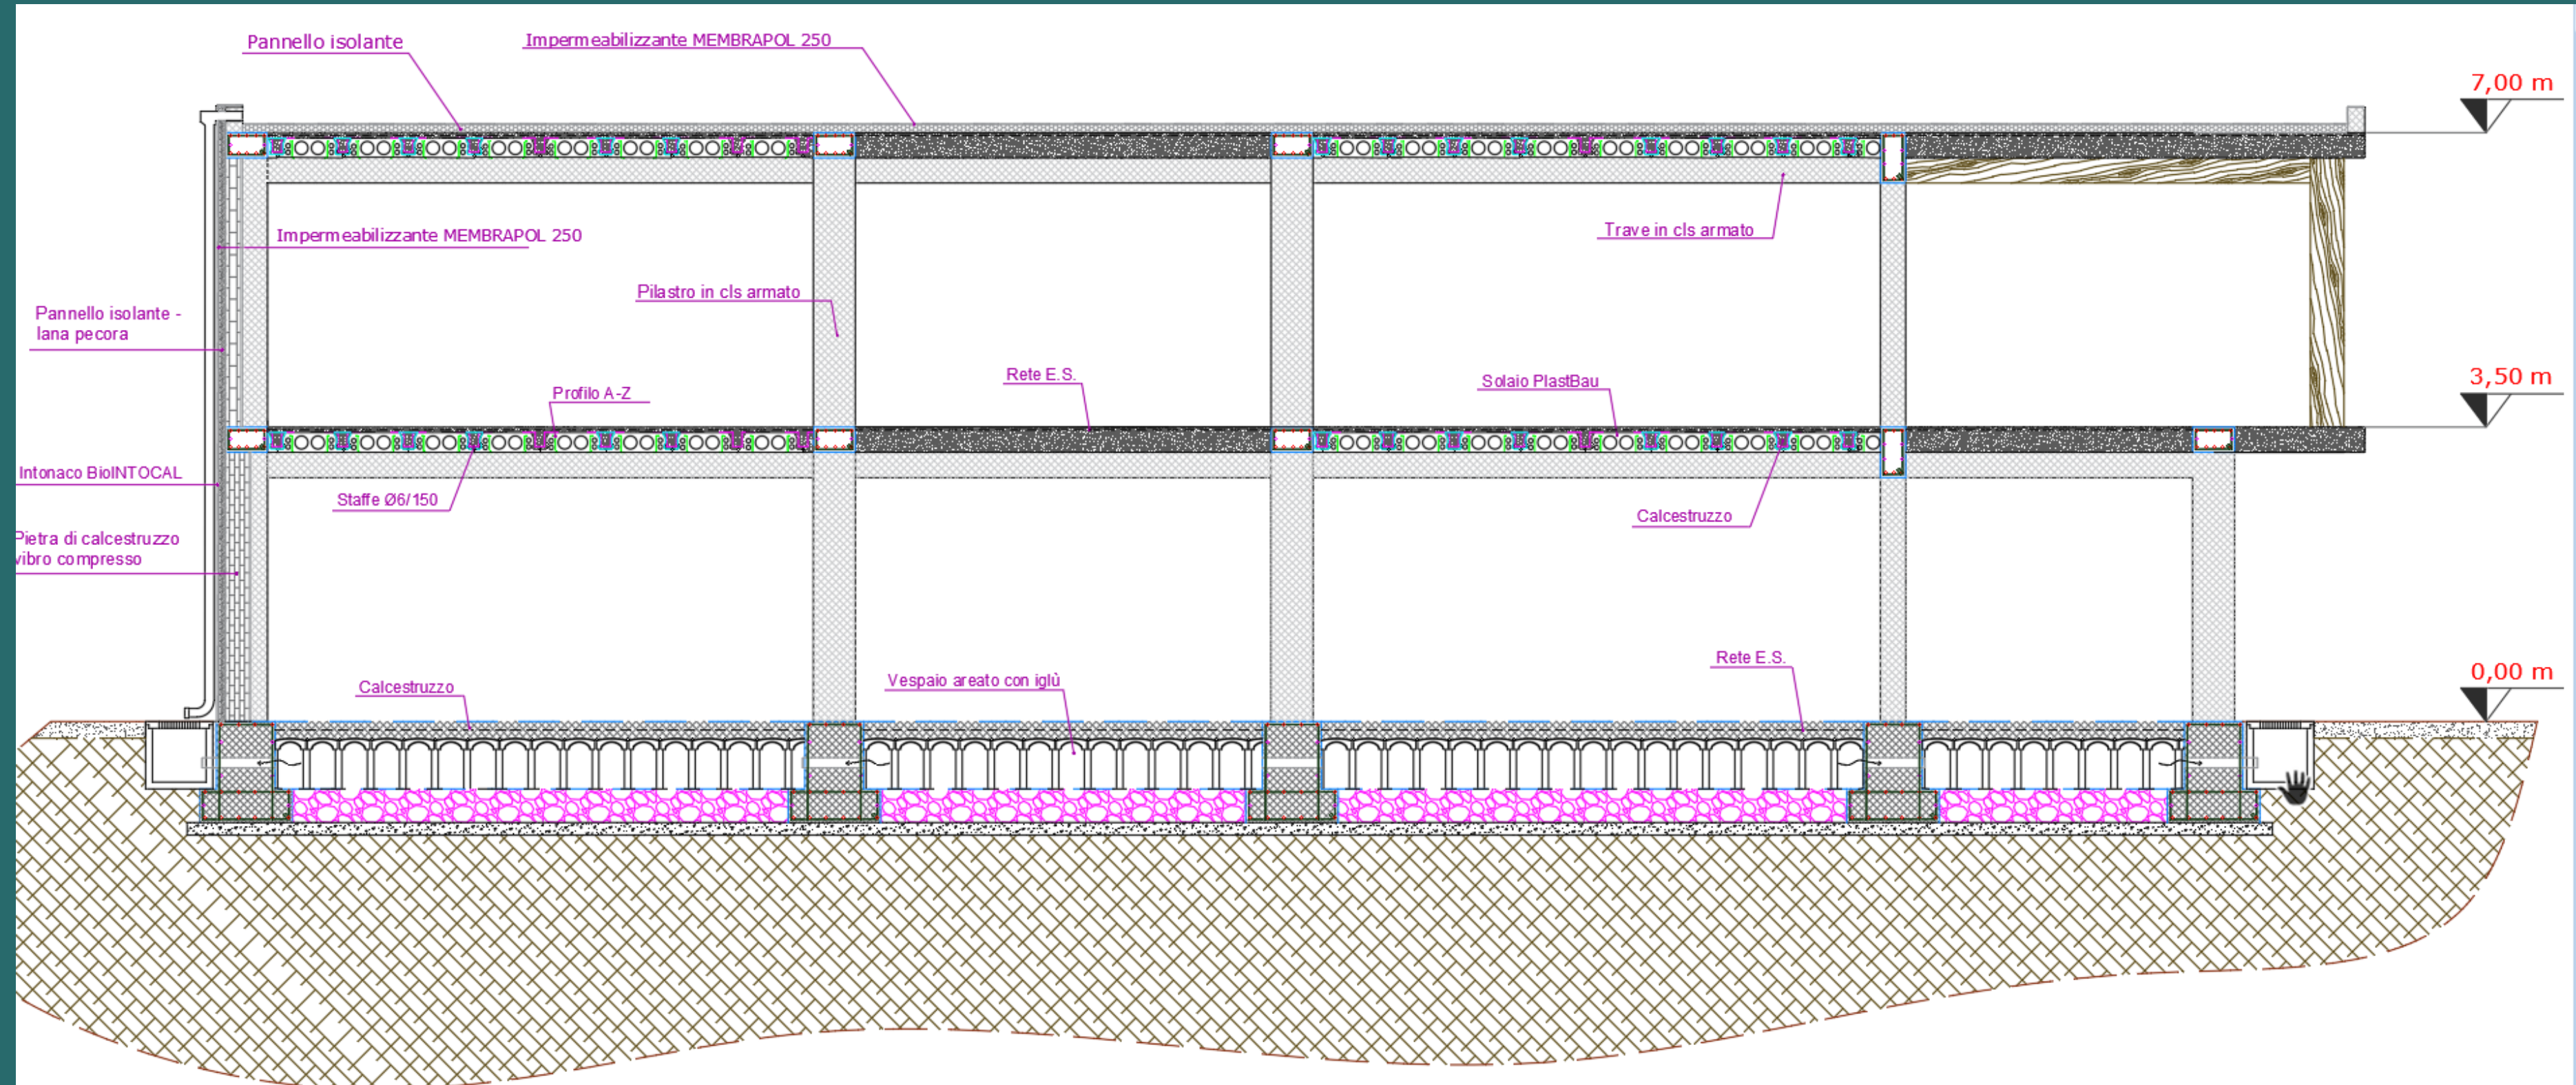 Pannello isolante
Impermeabilizzante MEMBRAPOL 250
7,00 m
Impermeabilizzante MEMBRAPOL 250
Trave in cls armato
Pilastro in cls armato
Pannello isolante -
lana pecora
Rete E.S.
Solaio PlastBau
3,50 m
Profilo A-Z
Intonaco BioINTOCAL
Staffe Ø6/150
Calcestruzzo
Pietra di calcestruzzo
vibro compresso
Rete E.S.
0,00 m
Calcestruzzo
Vespaio areato con iglù